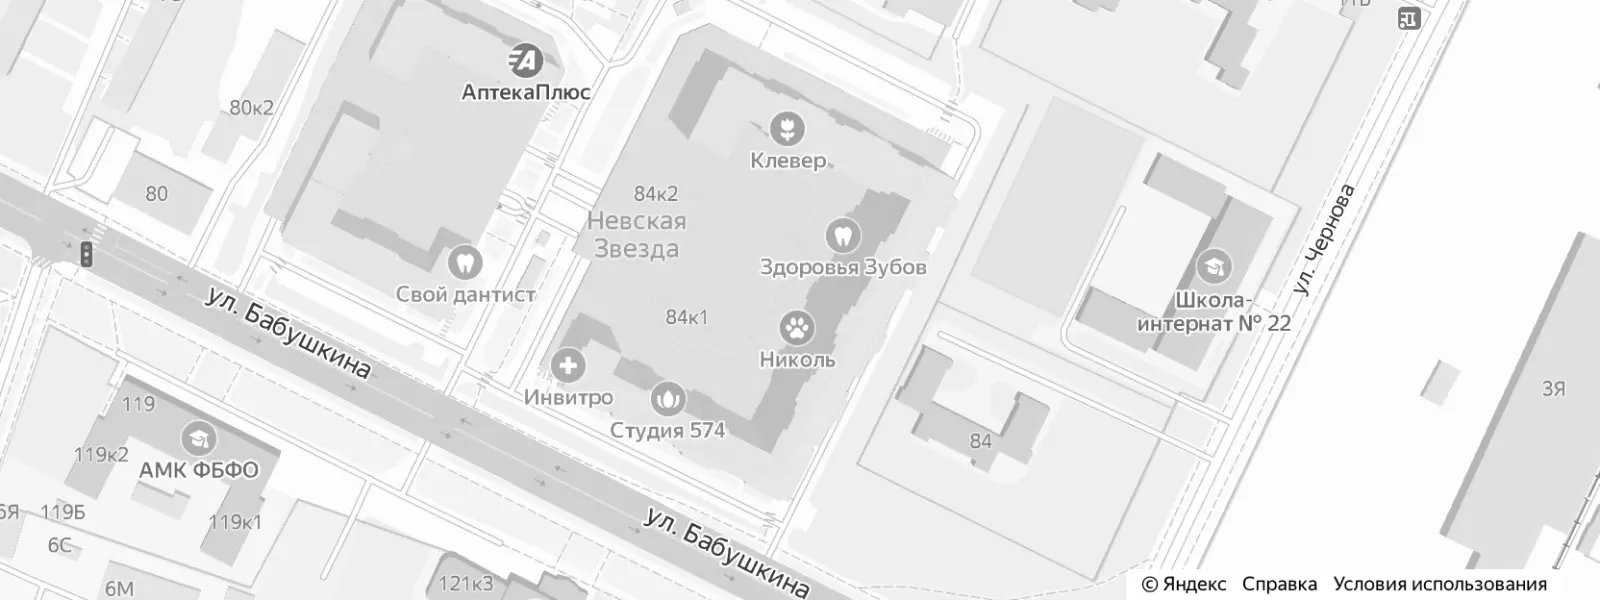 АптекаПлюс
80к2
Клевер
80
84к2
Невская
Звезда
Здоровья Зубов
Свой дантист
84к1
Николь
Инвитро
Студия 574
ул. Бабушкина
ул. Бабушкина
ул. Чернова
Школа-
интернат № 22
84
3Я
119
119к2
АМК ФБФО
119Б
119к1
6Я
6С
6М
121к3
© Яндекс Справка Условия использования